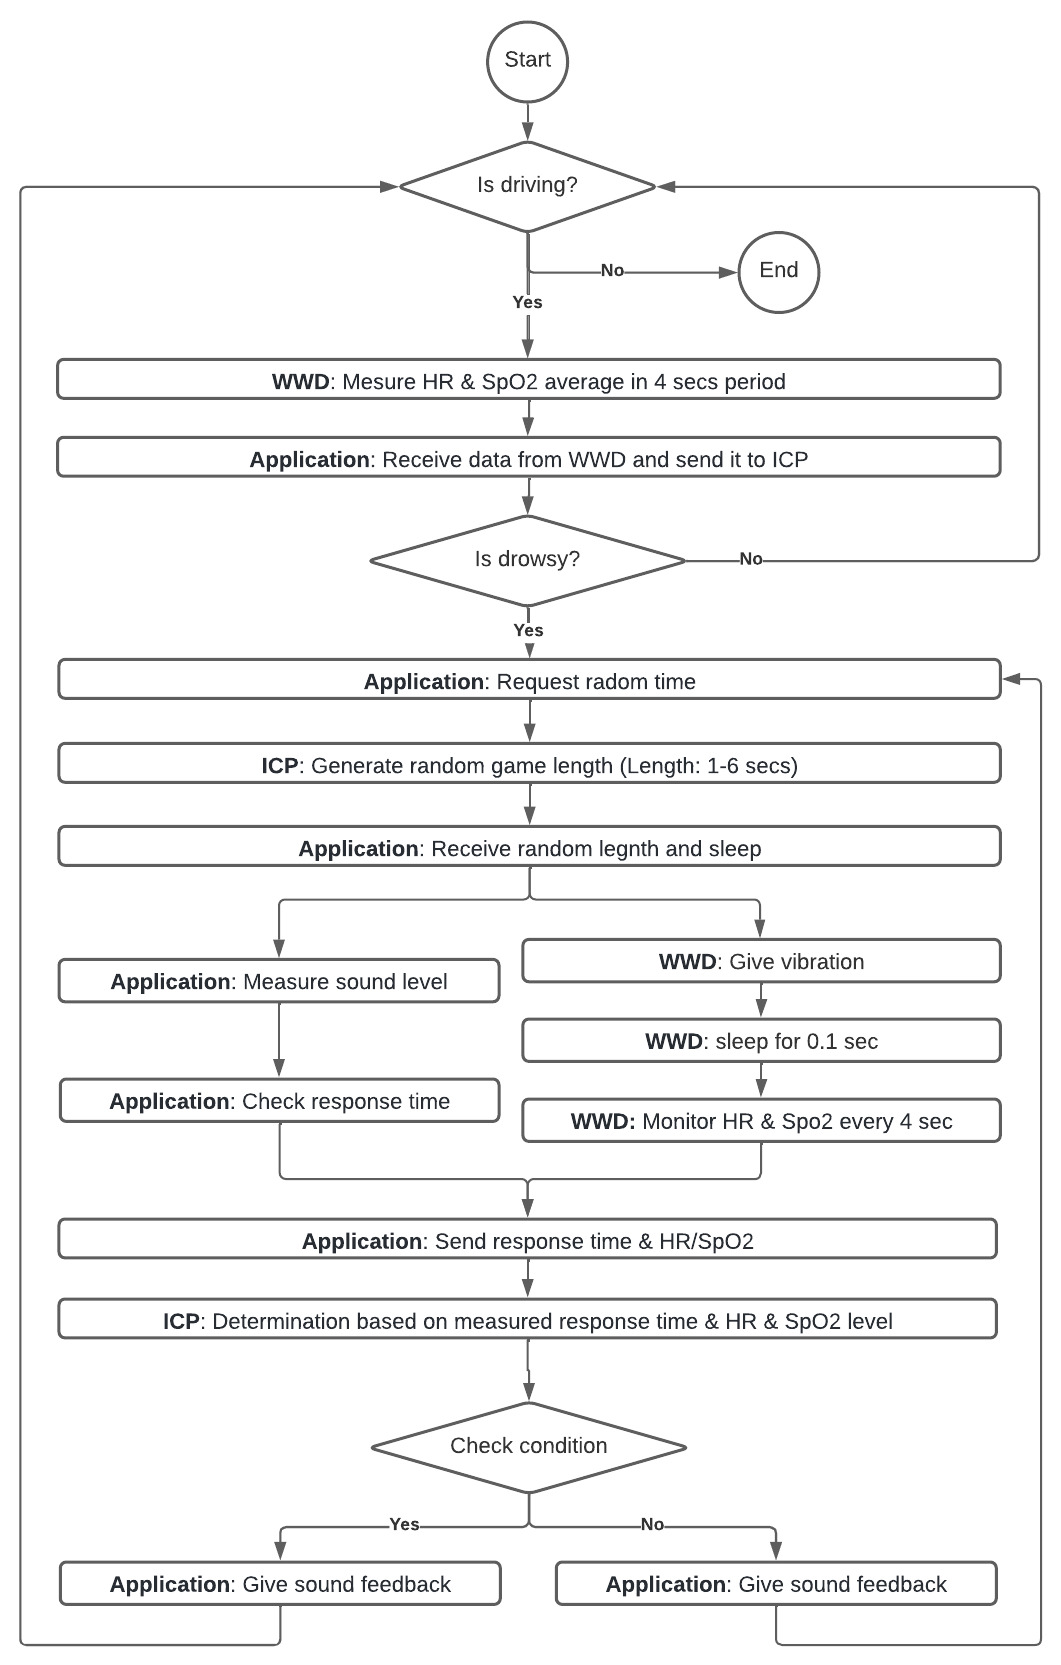 Start
Is driving?
No
End
Yes
WWD: Mesure HR & SpO2 average in 4 secs period
Application: Receive data from WWD and send it to ICP
Is drowsy?
No
Yes
Application: Request radom time
ICP: Generate random game length (Length: 1-6 secs)
Application: Receive random legnth and sleep
Application: Measure sound level
Application: Check response time
WWD: Give vibration
WWD: sleep for 0.1 sec
WWD: Monitor HR & Spo2 every 4 sec
Application: Send response time & HR/SpO2
ICP: Determination based on measured response time & HR & SpO2 level
Check condition
Yes
No
Application: Give sound feedback
Application: Give sound feedback